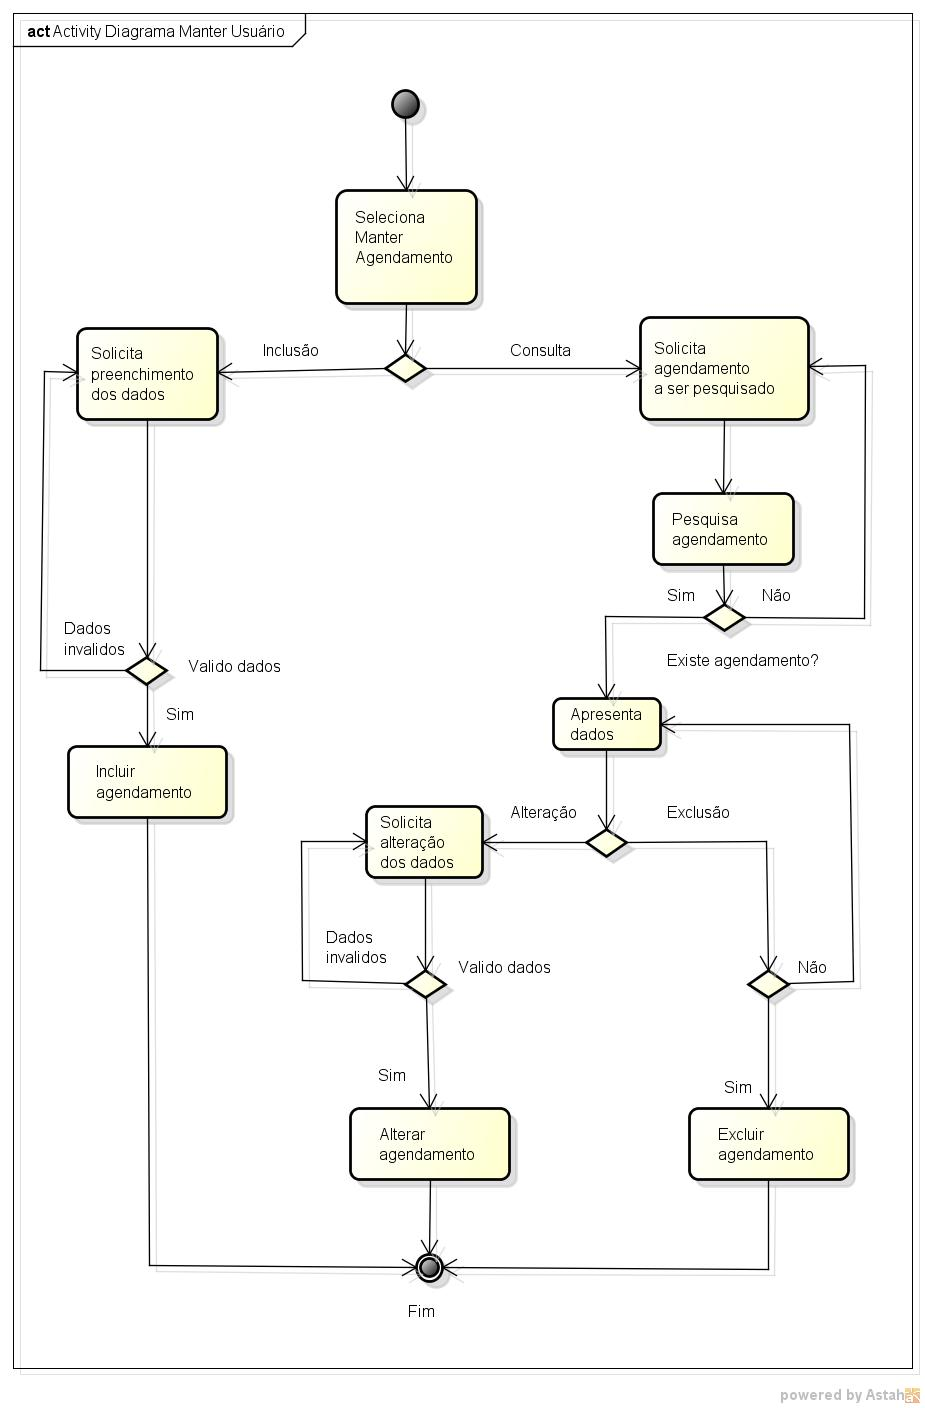 act Activity Diagrama Manter Usuário
Seleciona
Manter
Agendamento
Inclusão
Consulta
Solicita
preenchimento
dos dados
Solicita
agendamento
a ser pesquisado
Pesquisa
agendamento
Sim
Não
Existe agendamento?
Dados
invalidos
Valido dados
Sim
Incluir
agendamento
Apresenta
dados
Alteração
Exclusão
Solicita
alteração
dos dados
Dados
invalidos
Valido dados
Não
Sim
Sim
Alterar
agendamento
Excluir
agendamento
Fim
powered by Astah